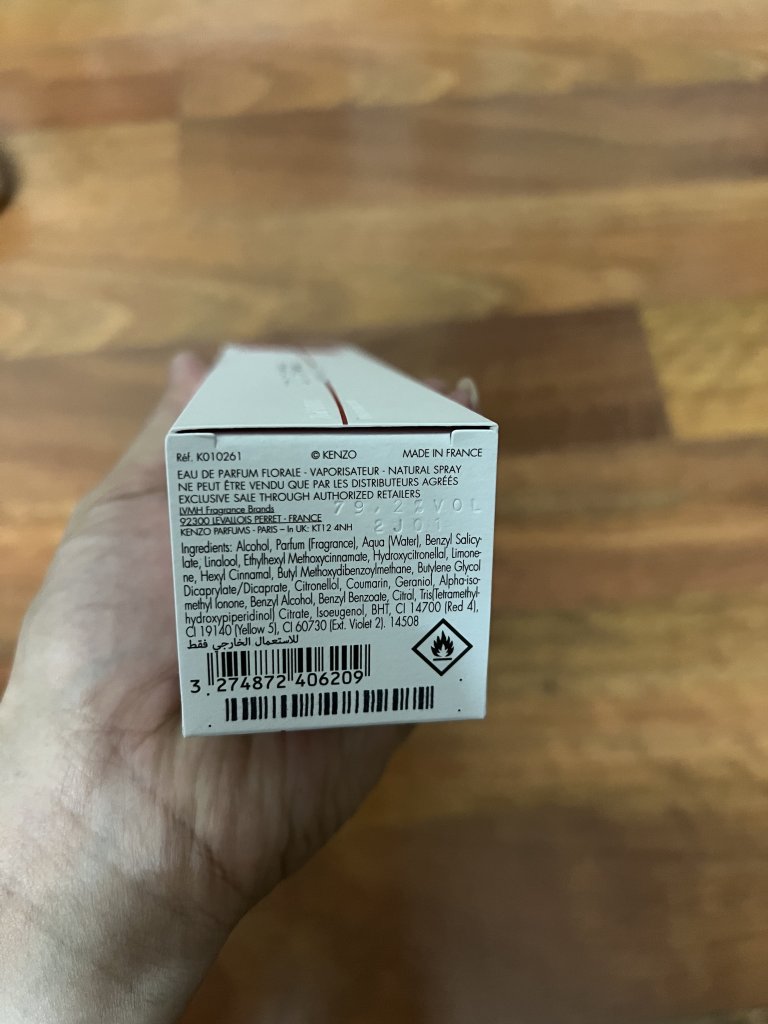 Réf. K010261 © KENZO MADE IN FRANCE
EAU DE PARFUM FLORALE - VAPORISATEUR - NATURAL SPRAY
NE PEUT ÊTRE VENDU QUE PAR LES DISTRIBUTEURS AGRÉÉS
EXCLUSIVE SALE THROUGH AUTHORIZED RETAILERS
LVMH Fragrance Brands 79,2%VOL
92300 LEVALLOIS PERRET - FRANCE 2J01
KENZO PARFUMS - PARIS – In UK: KT12 4NH
Ingredients: Alcohol, Parfum (Fragrance), Aqua (Water), Benzyl Salicy-
late, Linalool, Ethylhexyl Methoxycinnamate, Hydroxycitronellal, Limone-
ne, Hexyl Cinnamal, Butyl Methoxydibenzoylmethane, Butylene Glycol
Dicaprylate/Dicaprate, Citronellol, Coumarin, Geraniol, Alpha-iso-
methyl Ionone, Benzyl Alcohol, Benzyl Benzoate, Citral, Tris(Tetramethyl-
hydroxypiperidinol) Citrate, Isoeugenol, BHT, CI 14700 (Red 4),
CI 19140 (Yellow 5), CI 60730 (Ext. Violet 2). 14508
للاستعمال الخارجي فقط
3 274872 406209